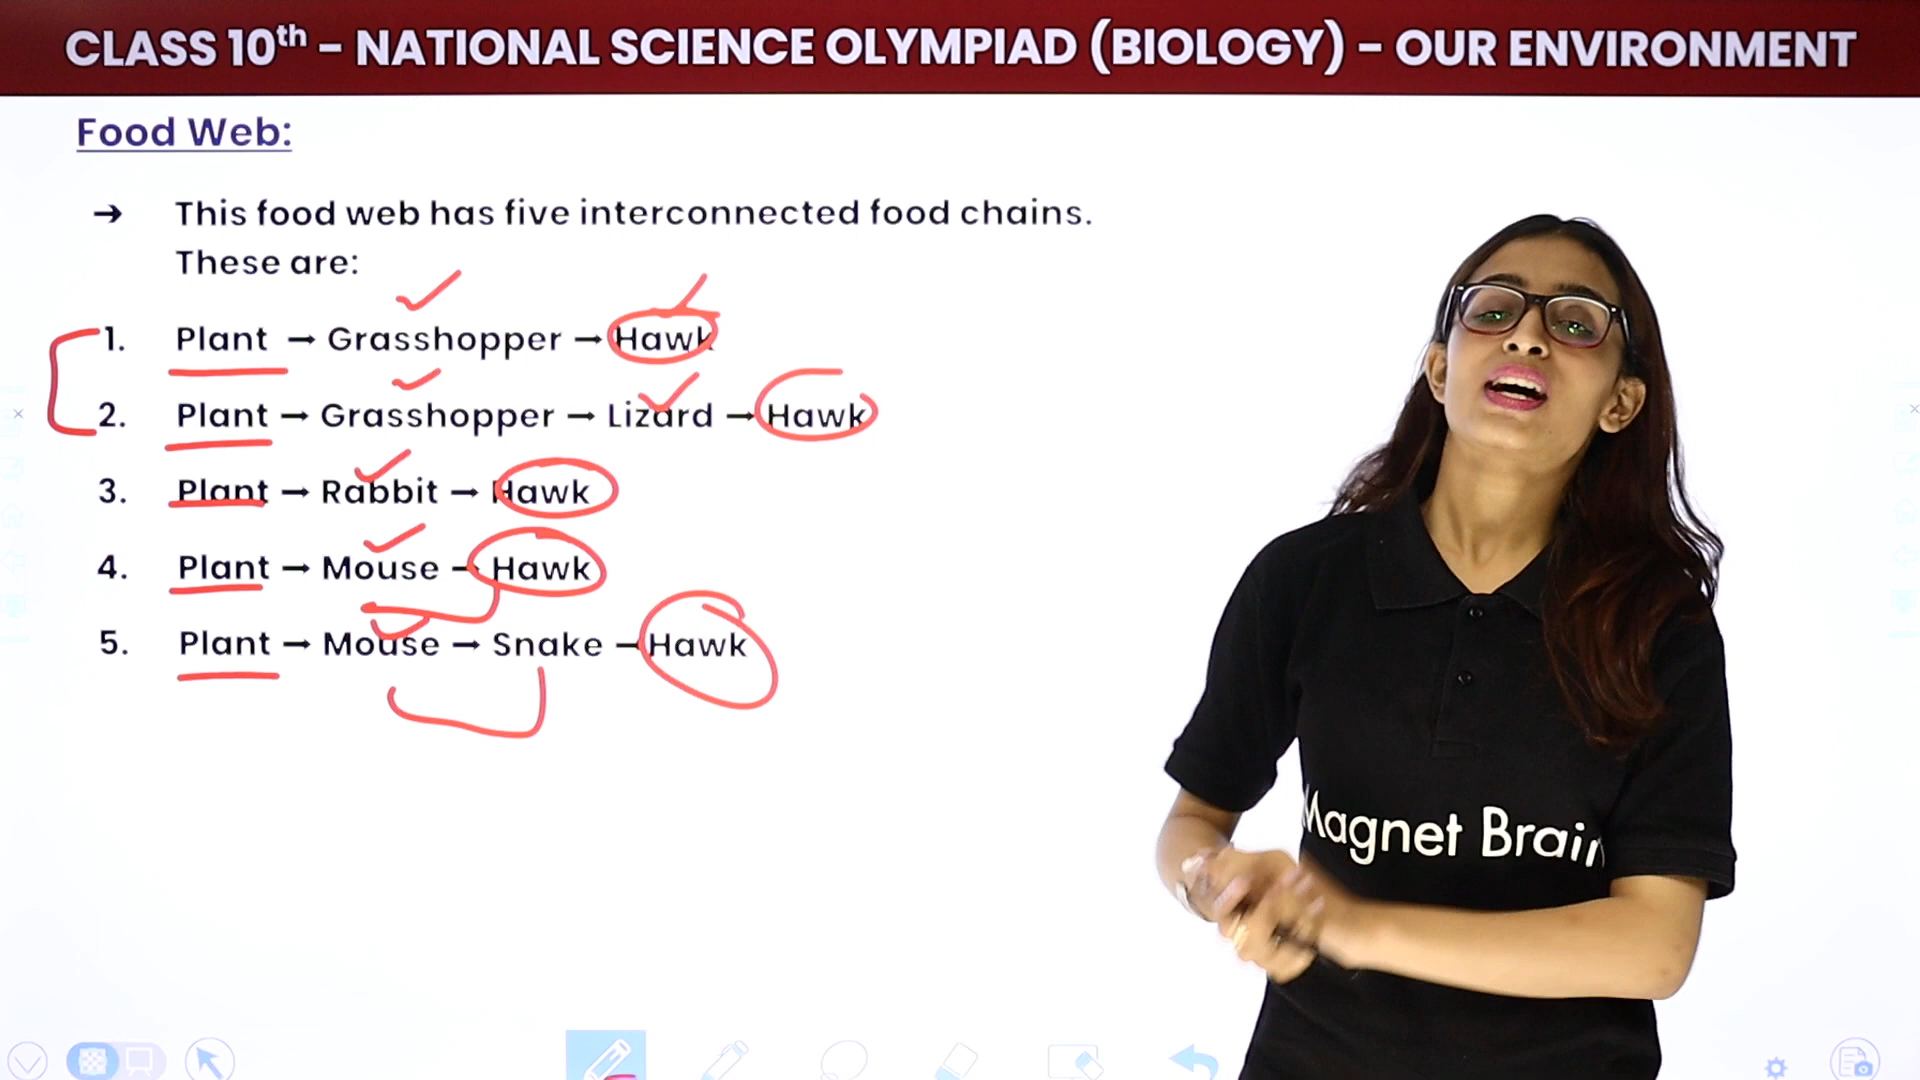 CLASS 10th – NATIONAL SCIENCE OLYMPIAD (BIOLOGY) – OUR ENVIRONMENT
Food Web:
➔ This food web has five interconnected food chains.
These are:
1. Plant → Grasshopper → Hawk
2. Plant → Grasshopper → Lizard → Hawk
3. Plant → Rabbit → Hawk
4. Plant → Mouse → Hawk
5. Plant → Mouse → Snake → Hawk
Magnet Brain